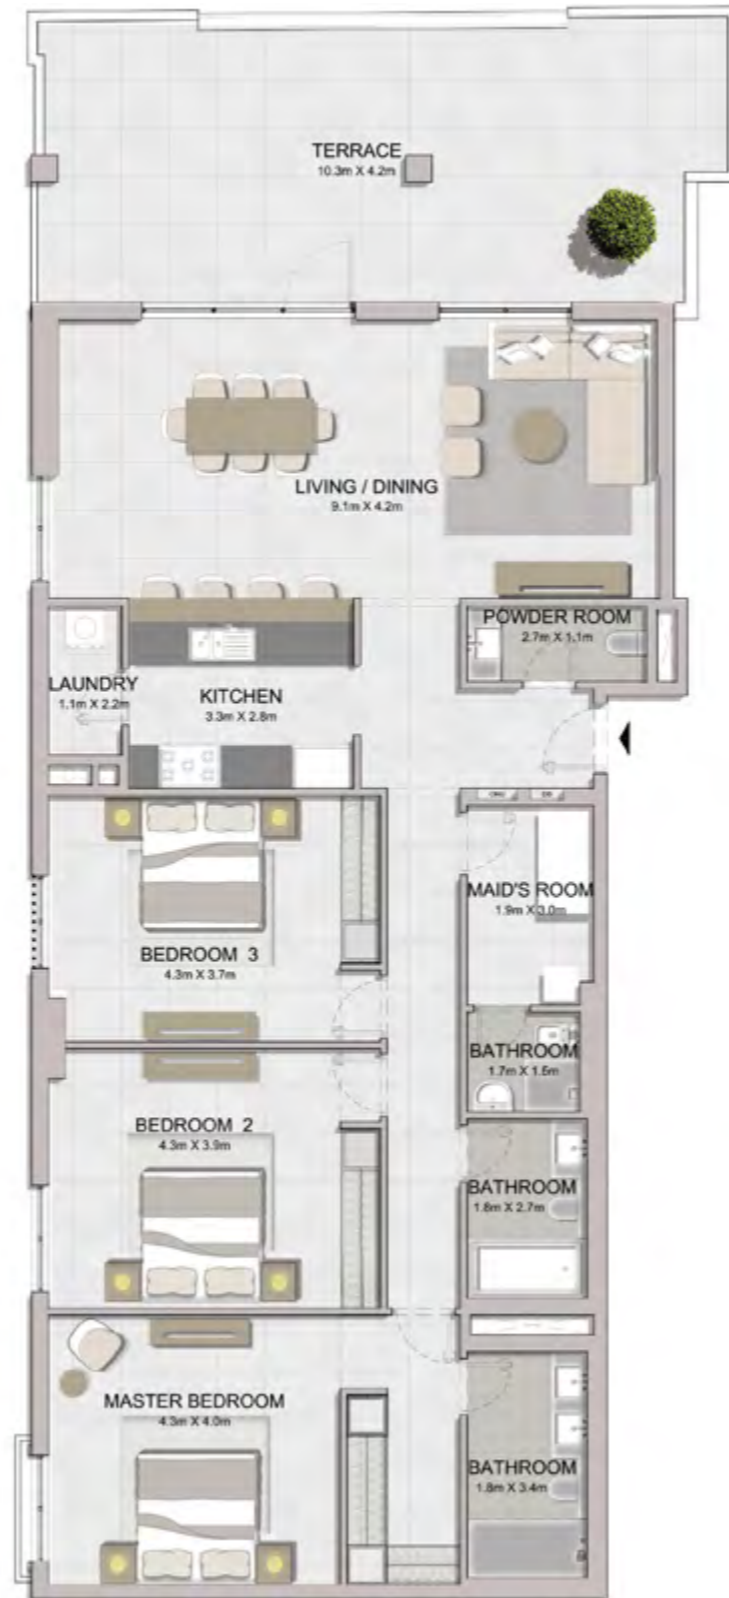 TERRACE
10.3m X 4.2m
LIVING / DINING
9.1m X 4.2m
POWDER ROOM
2.7m X 1.1m
LAUNDRY
1.1m X 2.2m
KITCHEN
3.3m X 2.8m
DB
MAID'S ROOM
1.9m X 3.0m
BEDROOM 3
4.3m X 3.7m
BATHROOM
1.7m X 1.5m
BEDROOM 2
4.3m X 3.9m
BATHROOM
1.8m X 2.7m
MASTER BEDROOM
4.3m X 4.0m
BATHROOM
1.8m X 3.4m